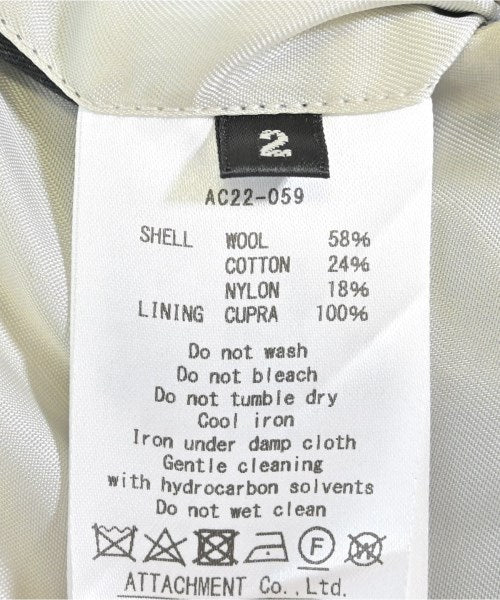 2
AC22-059
SHELL WOOL 58%
COTTON 24%
NYLON 18%
LINING CUPRA 100%
Do not wash
Do not bleach
Do not tumble dry
Cool iron
Iron under damp cloth
Gentle cleaning
with hydrocarbon solvents
Do not wet clean
F W
ATTACHMENT Co., Ltd.